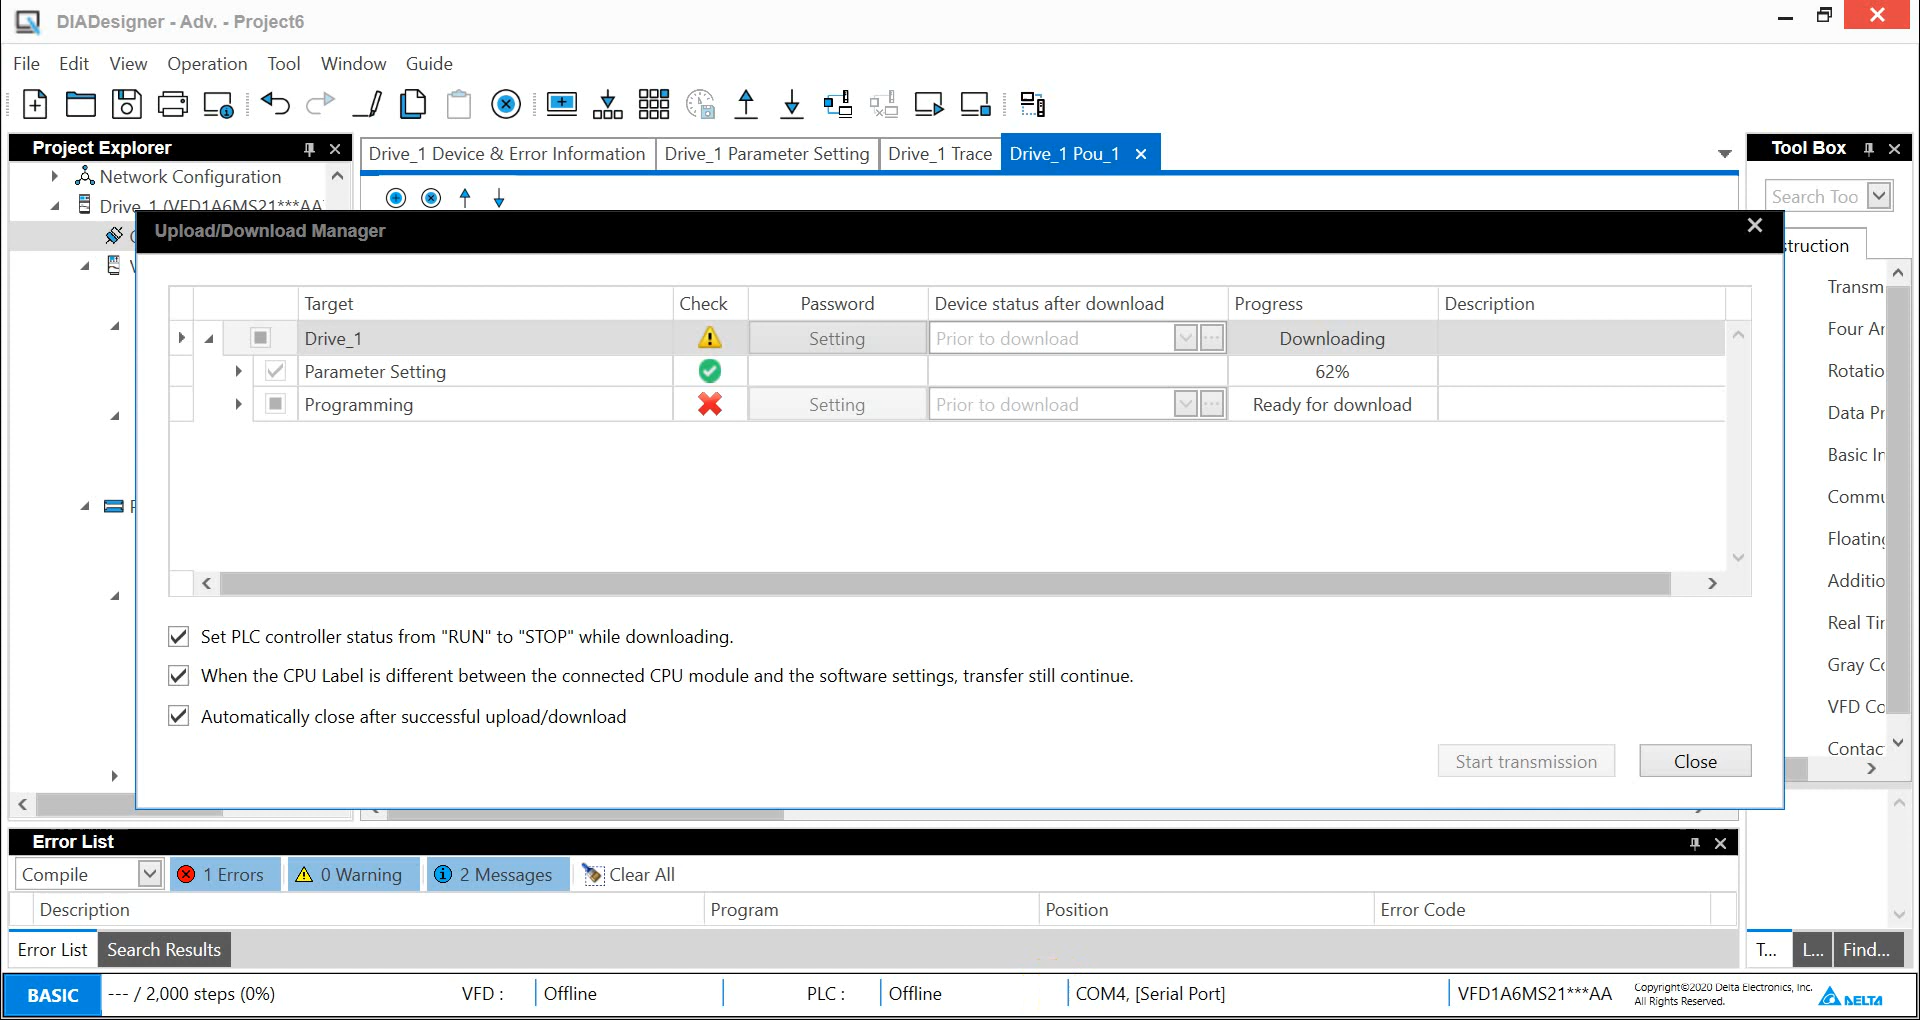 DIADesigner - Adv. - Project6
File Edit View Operation Tool Window Guide
Project Explorer
Network Configuration
Drive_1 (VFD1A6MS21***AA
Drive_1 Device & Error Information
Drive_1 Parameter Setting
Drive_1 Trace
Drive_1 Pou_1
Tool Box
Search Too
struction
Upload/Download Manager
Target Check Password Device status after download Progress Description
Drive_1 Setting Prior to download Downloading
Parameter Setting 62%
Programming Setting Prior to download Ready for download
Set PLC controller status from "RUN" to "STOP" while downloading.
When the CPU Label is different between the connected CPU module and the software settings, transfer still continue.
Automatically close after successful upload/download
Start transmission Close
Transm
Four Ar
Rotatio
Data Pr
Basic In
Commu
Floating
Additio
Real Tir
Gray Co
VFD Co
Contac
Error List
Compile 1 Errors 0 Warning 2 Messages Clear All
Description Program Position Error Code
Error List Search Results
T... L... Find...
BASIC --- / 2,000 steps (0%) VFD : Offline PLC : Offline COM4, [Serial Port] VFD1A6MS21***AA
Copyright©2020 Delta Electronics, Inc.
All Rights Reserved.
DELTA